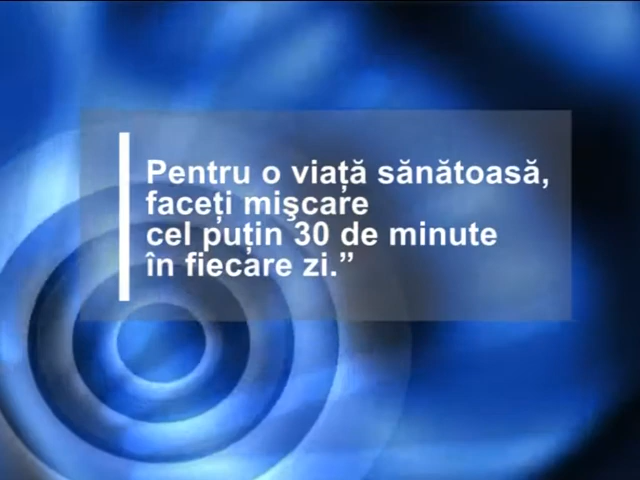 Pentru o viață sănătoasă,
faceți mişcare
cel puțin 30 de minute
în fiecare zi.”